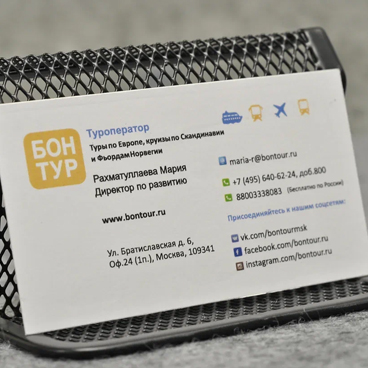 БОН
ТУР
Туроператор
Туры по Европе, круизы по Скандинавии
и Фьордам Норвегии
Рахматуллаева Мария
Директор по развитию
www.bontour.ru
Ул. Братиславская д. 6,
Оф.24 (1п.), Москва, 109341
maria-r@bontour.ru
+7 (495) 640-62-24, доб.800
88003338083 (бесплатно по России)
Присоединяйтесь к нашим соцсетям:
vk.com/bontourmsk
facebook.com/bontour.ru
instagram.com/bontour.ru